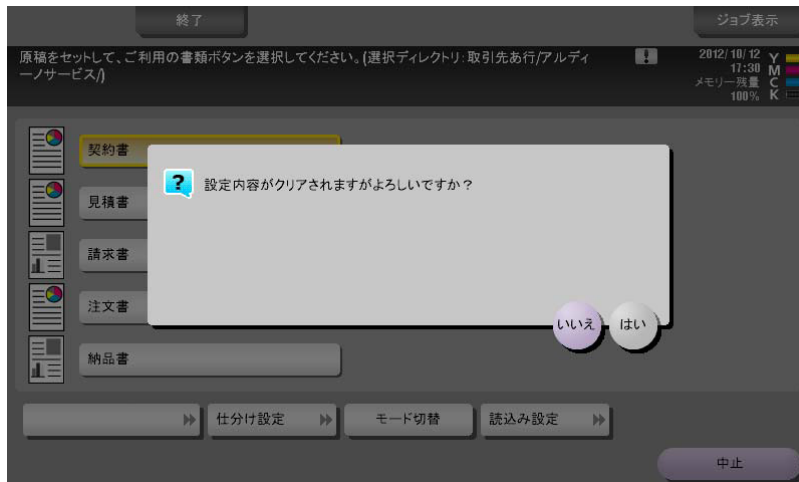 終了
ジョブ表示
原稿をセットして、ご利用の書類ボタンを選択してください。(選択ディレクトリ:取引先あ行/アルディ
ーノサービス/)
2012/10/12
17:30
メモリー残量
100%
Y
M
C
K
契約書
設定内容がクリアされますがよろしいですか？
見積書
請求書
注文書
いいえ
はい
納品書
仕分け設定
モード切替
読込み設定
中止